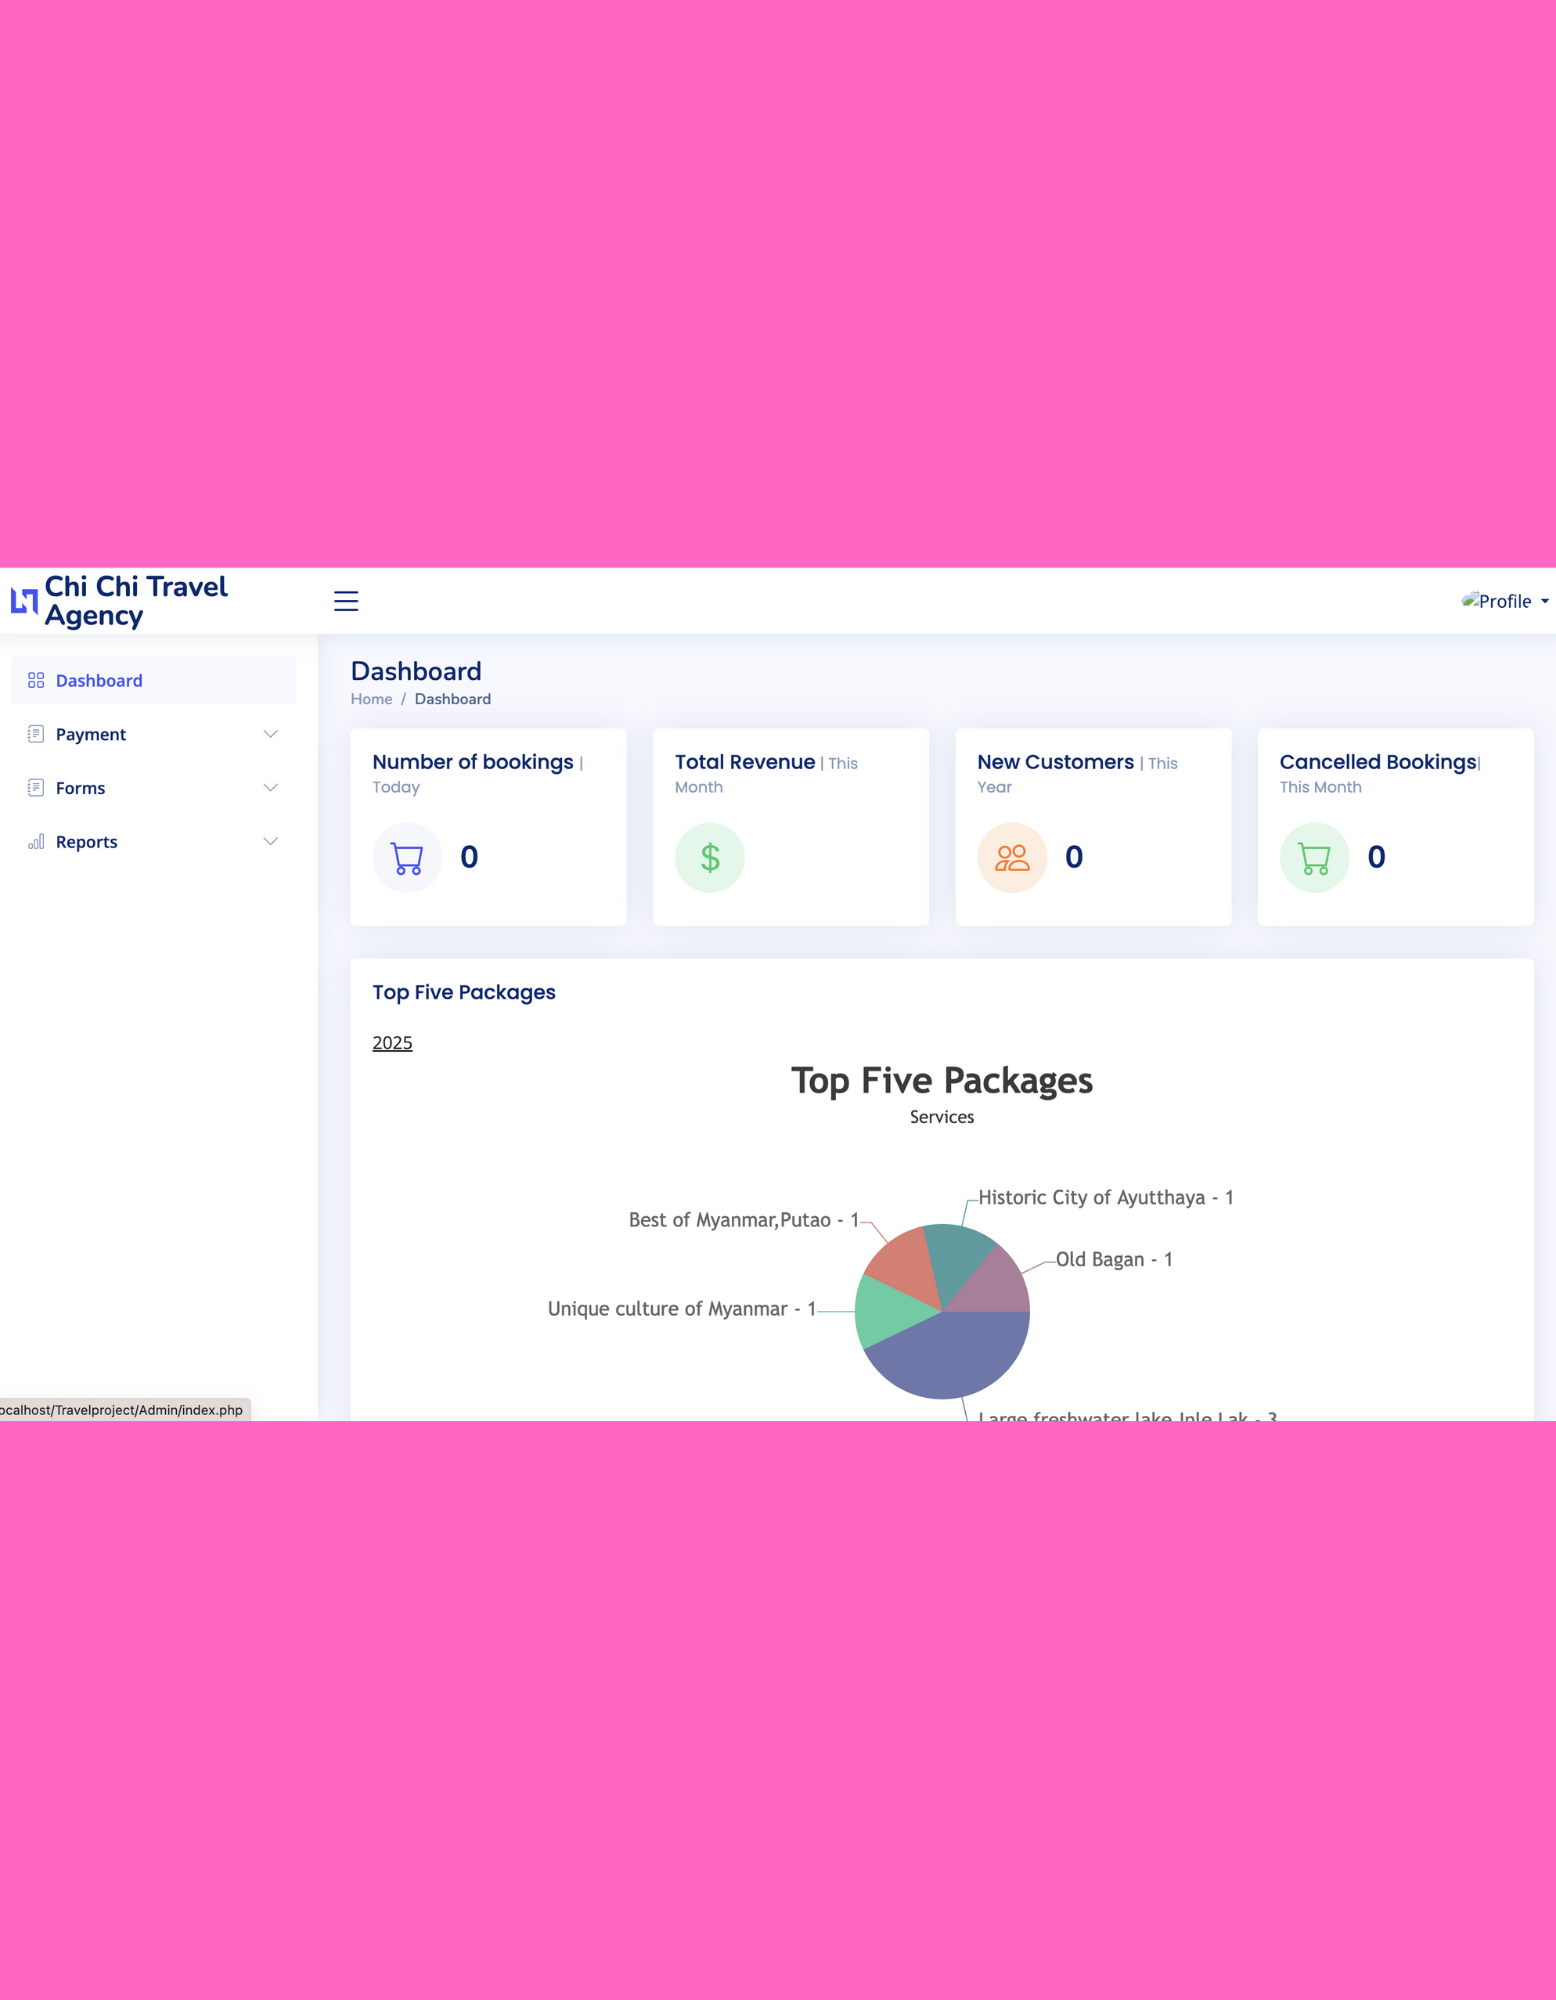 Chi Chi Travel
Agency
Profile
Dashboard
Payment
Forms
Reports
Dashboard
Home / Dashboard
Number of bookings |
Today
0
Total Revenue | This
Month
$
New Customers | This
Year
0
Cancelled Bookings|
This Month
0
Top Five Packages
2025
Top Five Packages
Services
Historic City of Ayutthaya - 1
Best of Myanmar,Putao - 1
Old Bagan - 1
Unique culture of Myanmar - 1
Large freshwater lake Inle Lak - 3
ocalhost/Travelproject/Admin/index.php